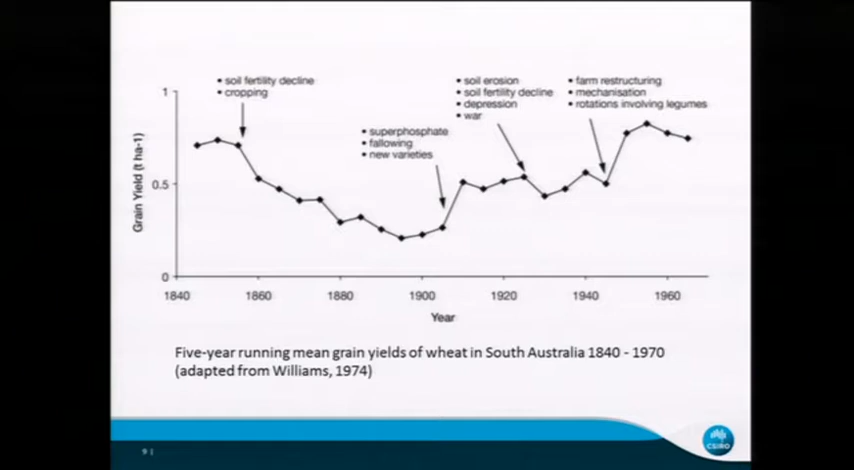 • soil fertility decline
• cropping
• superphosphate
• fallowing
• new varieties
• soil erosion
• soil fertility decline
• depression
• war
• farm restructuring
• mechanisation
• rotations involving legumes
Grain Yield (t ha-1)
1
0.5
0
1840 1860 1880 1900 1920 1940 1960
Year
Five-year running mean grain yields of wheat in South Australia 1840 - 1970
(adapted from Williams, 1974)
9 |
CSIRO